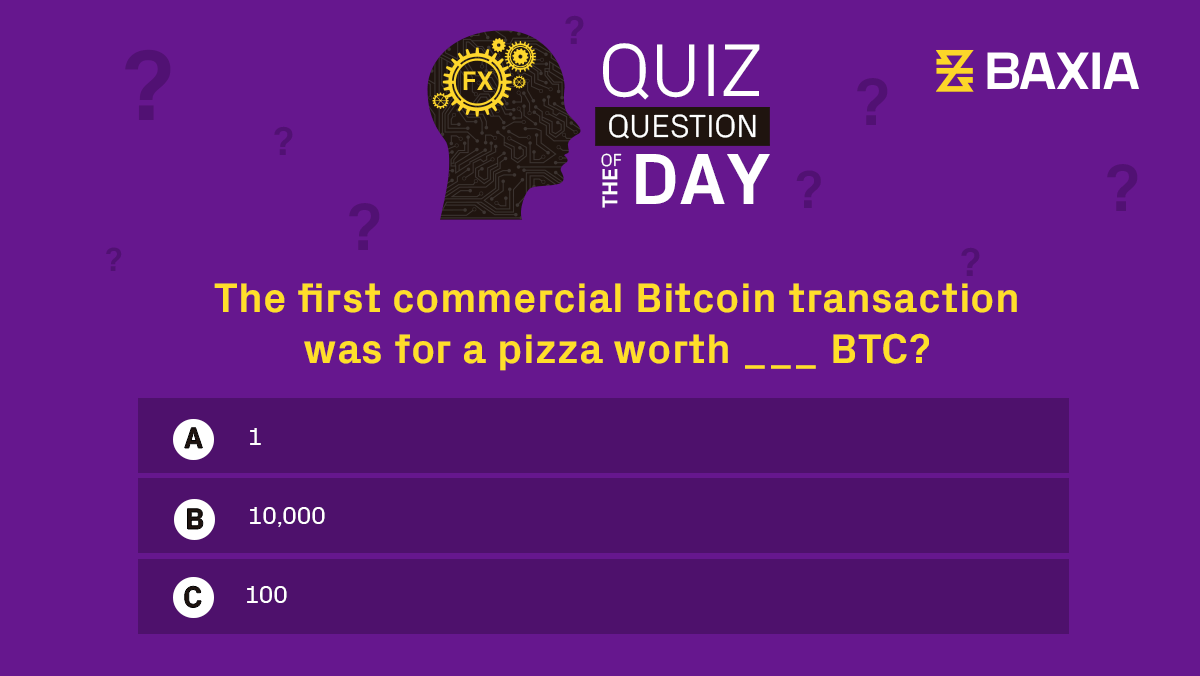 FX
QUIZ
QUESTION
OF THE
DAY
BAXIA
The first commercial Bitcoin transaction
was for a pizza worth ___ BTC?
A 1
B 10,000
C 100
? ? ? ? ? ? ? ? ?